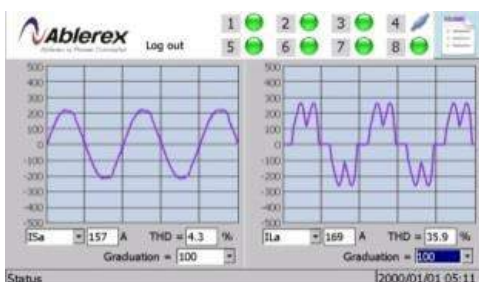 Ablerex
Log out
1 2 3 4
5 6 7 8
500 500
400 400
300 300
200 200
100 100
0 0
-100 -100
-200 -200
-300 -300
-400 -400
-500 -500
ISa 157 A THD = 4.3 % ILa 169 A THD = 35.9 %
Graduation = 100 Graduation = 100
Status 2000/01/01 05:11